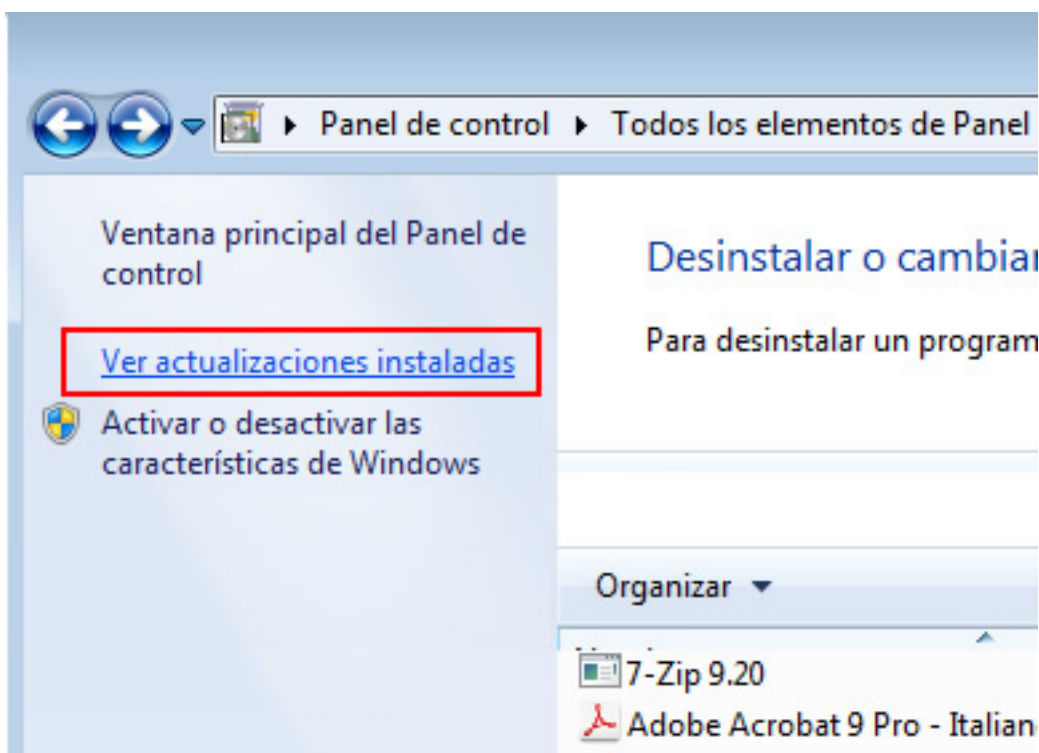 Panel de control
Todos los elementos de Panel
Ventana principal del Panel de
control
Ver actualizaciones instaladas
Activar o desactivar las
características de Windows
Desinstalar o cambiar
Para desinstalar un program
Organizar
7-Zip 9.20
Adobe Acrobat 9 Pro - Italian